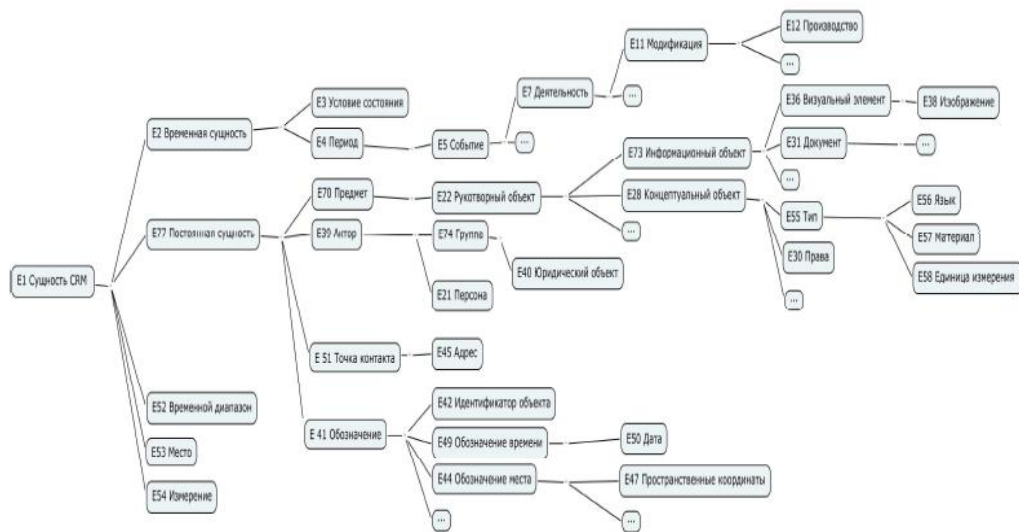 E1 Сущность CRM
E2 Временная сущность
E3 Условие состояния
E4 Период
E5 Событие
E7 Деятельность
E11 Модификация
E12 Производство
...
...
...
E77 Постоянная сущность
E70 Предмет
E22 Рукотворный объект
E73 Информационный объект
E36 Визуальный элемент
E38 Изображение
E31 Документ
...
...
E28 Концептуальный объект
E55 Тип
E56 Язык
E57 Материал
E58 Единица измерения
E30 Права
...
...
E39 Актор
E74 Группа
E40 Юридический объект
E21 Персона
E 51 Точка контакта
E45 Адрес
E 41 Обозначение
E42 Идентификатор объекта
E49 Обозначение времени
E50 Дата
E44 Обозначение места
E47 Пространственные координаты
...
...
E52 Временной диапазон
E53 Место
E54 Измерение